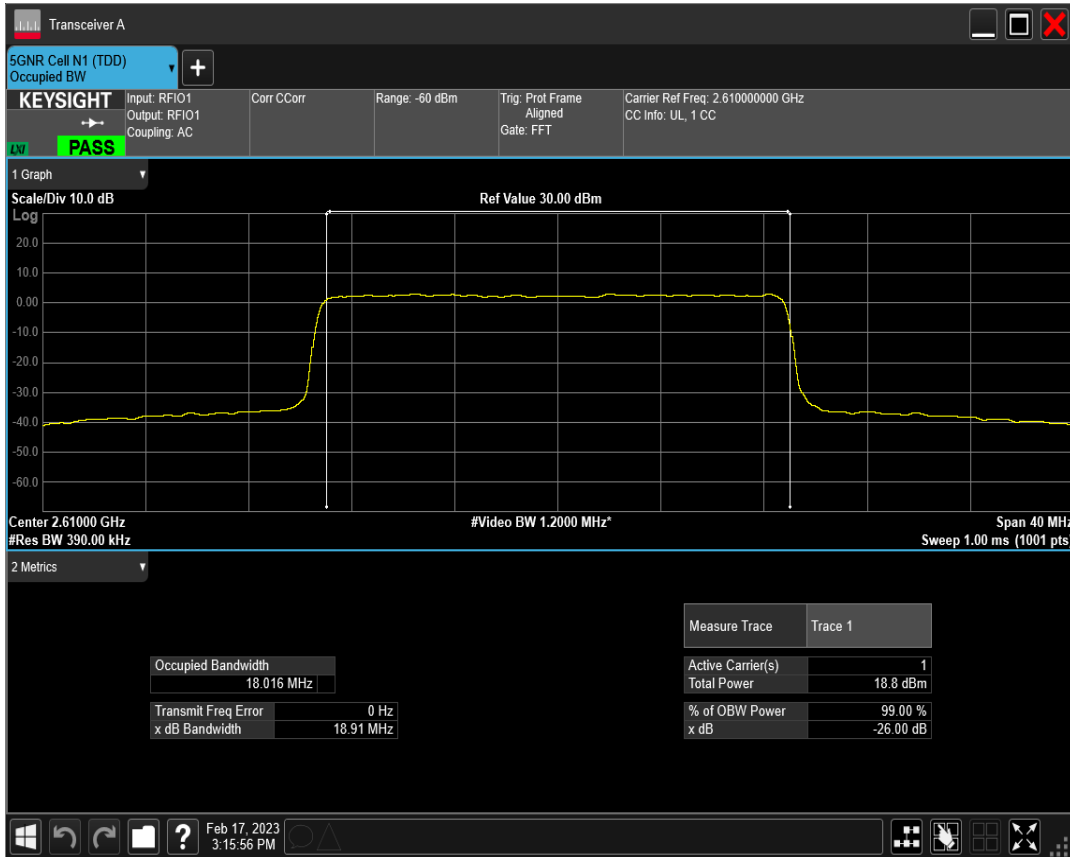 Transceiver A
5GNR Cell N1 (TDD)
Occupied BW
+
KEYSIGHT
LXI
PASS
Input: RFIO1
Output: RFIO1
Coupling: AC
Corr CCorr
Range: -60 dBm
Trig: Prot Frame
Aligned
Gate: FFT
Carrier Ref Freq: 2.610000000 GHz
CC Info: UL, 1 CC
1 Graph
Scale/Div 10.0 dB
Ref Value 30.00 dBm
Log
20.0
10.0
0.00
-10.0
-20.0
-30.0
-40.0
-50.0
-60.0
Center 2.61000 GHz
#Video BW 1.2000 MHz*
Span 40 MHz
#Res BW 390.00 kHz
Sweep 1.00 ms (1001 pts)
2 Metrics
Measure Trace Trace 1
Occupied Bandwidth
18.016 MHz
Transmit Freq Error 0 Hz
x dB Bandwidth 18.91 MHz
Active Carrier(s) 1
Total Power 18.8 dBm
% of OBW Power 99.00 %
x dB -26.00 dB
?
Feb 17, 2023
3:15:56 PM